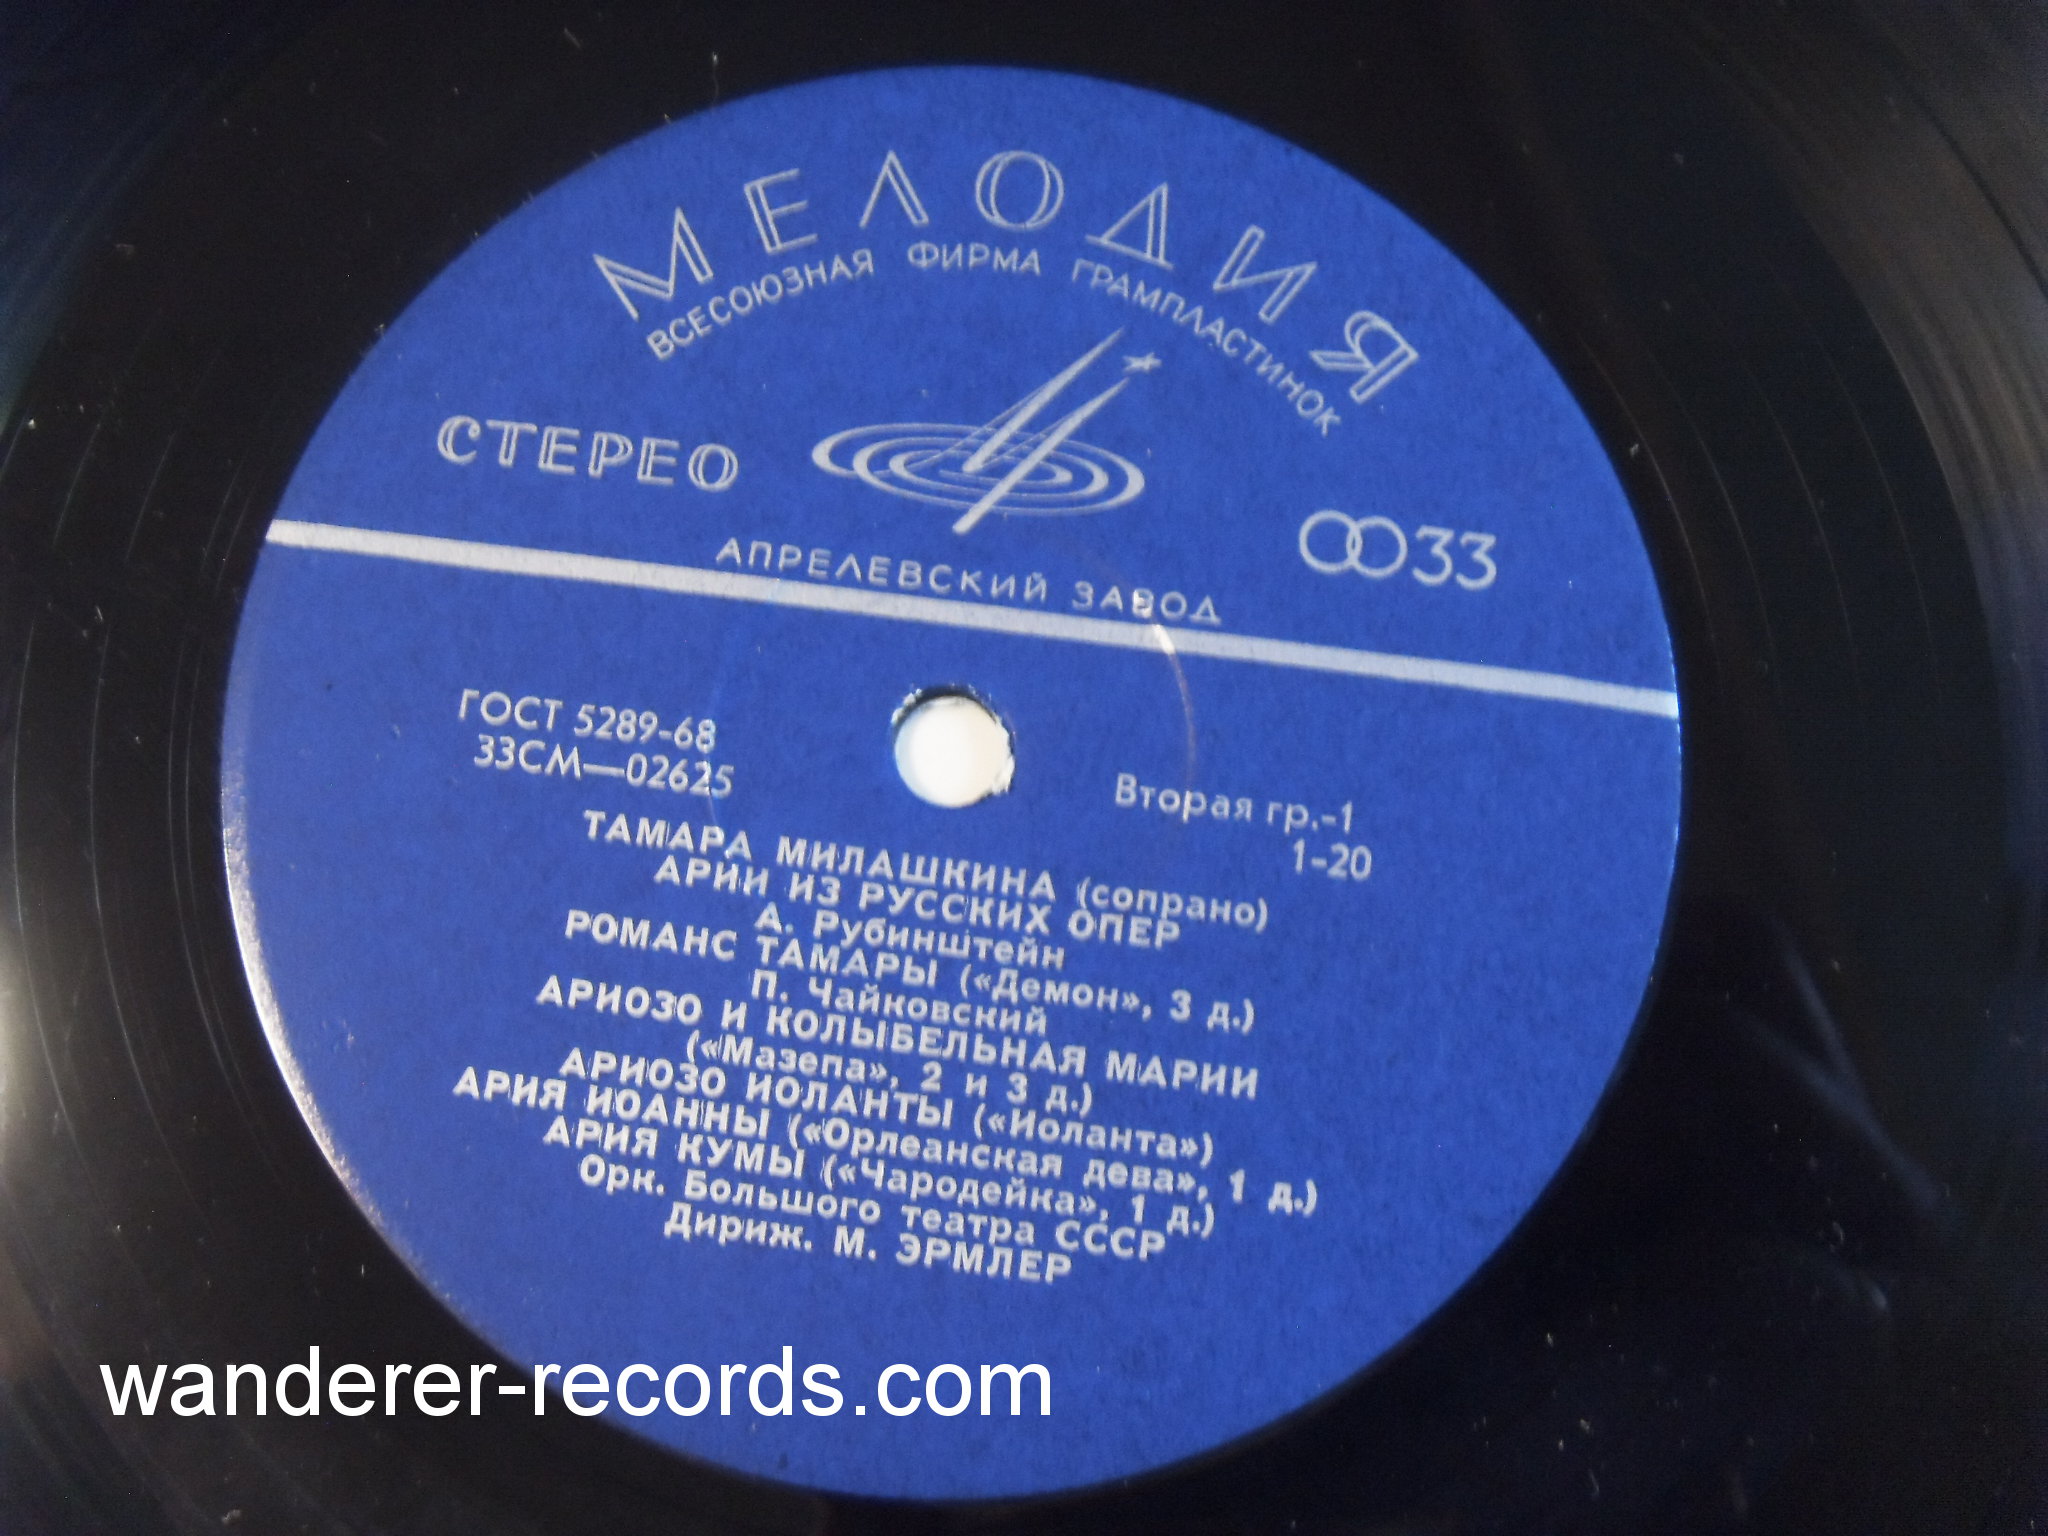 МЕЛОДИЯ
ВСЕСОЮЗНАЯ ФИРМА ГРАМПЛАСТИНОК
СТЕРЕО
33
АПРЕЛЕВСКИЙ ЗАВОД
ГОСТ 5289-68
33СМ—02625
Вторая гр.-1
1-20
ТАМАРА МИЛАШКИНА (сопрано)
АРИИ ИЗ РУССКИХ ОПЕР
А. Рубинштейн
РОМАНС ТАМАРЫ («Демон», 3 д.)
П. Чайковский
АРИОЗО И КОЛЫБЕЛЬНАЯ МАРИИ
(«Мазепа», 2 и 3 д.)
АРИОЗО ИОЛАНТЫ («Иоланта»)
АРИЯ ИОАННЫ («Орлеанская дева», 1 д.)
АРИЯ КУМЫ («Чародейка», 1 д.)
Орк. Большого театра СССР
Дириж. М. ЭРМЛЕР
wanderer-records.com